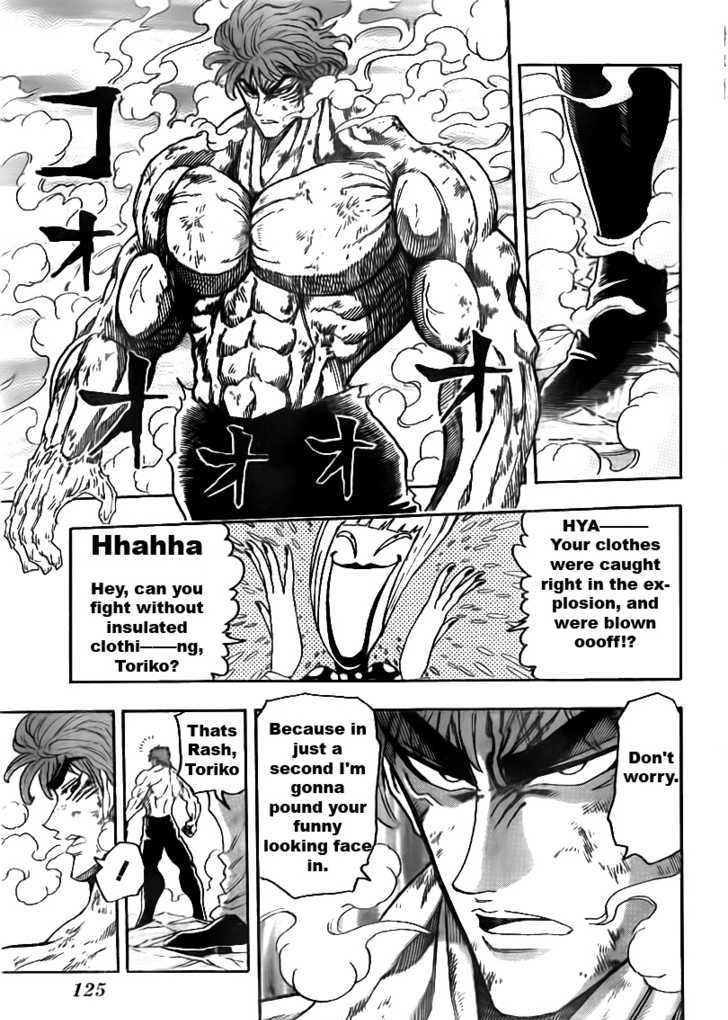 コ
オ
オ
オ
オ
HYA——
Your clothes
were caught
right in the ex-
plosion, and
were blown
oooff!?
Hhahha
Hey, can you
fight without
insulated
clothi——ng,
Toriko?
Don't
worry.
Because in
just a
second I'm
gonna
pound your
funny
looking face
in.
Thats
Rash,
Toriko
!
125